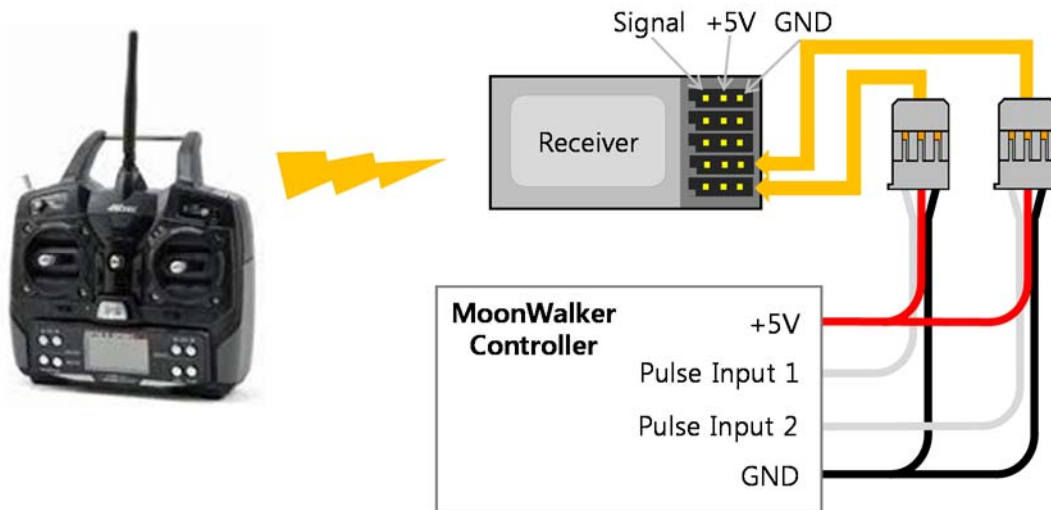 Signal +5V GND
Receiver
MoonWalker
Controller
+5V
Pulse Input 1
Pulse Input 2
GND